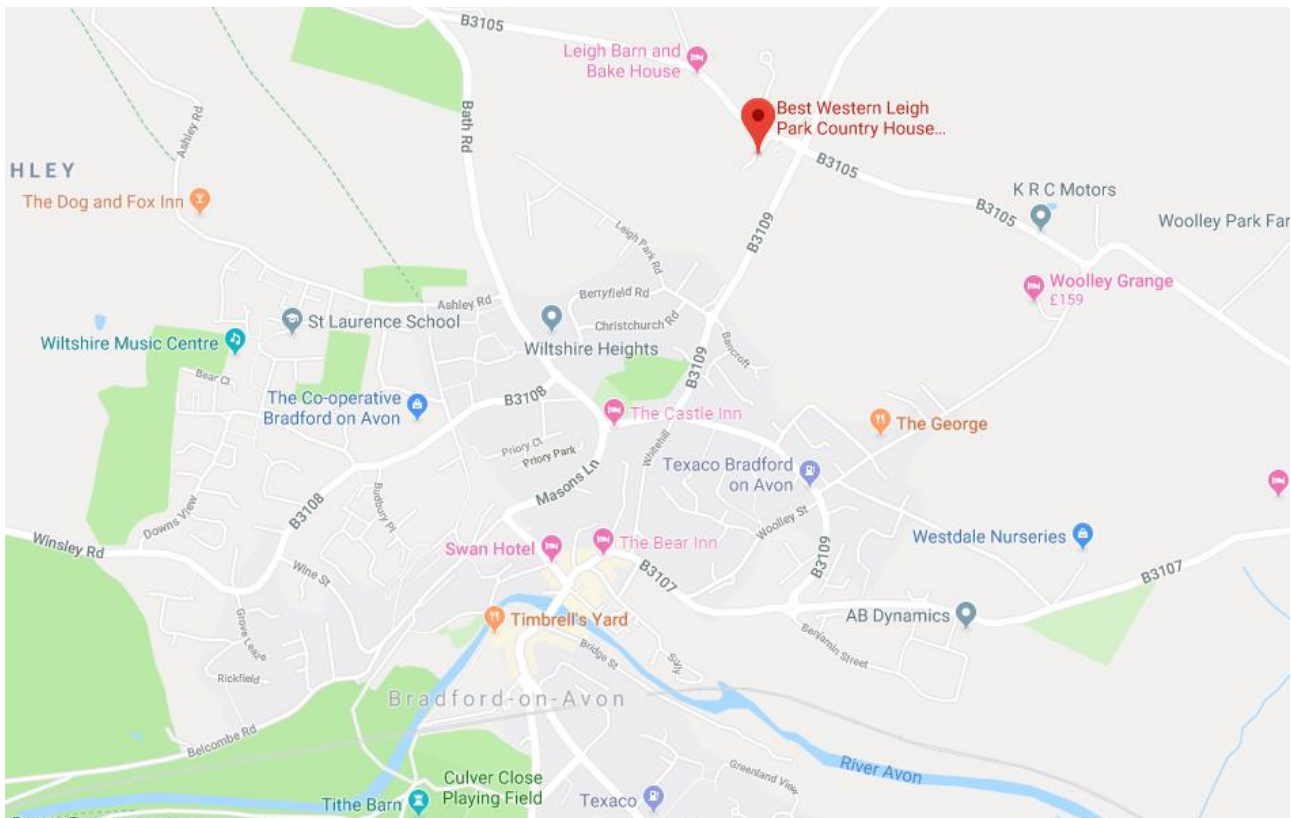 B3105
Leigh Barn and
Bake House
Best Western Leigh
Park Country House...
Bath Rd
Ashley Rd
B3105
HLEY
K R C Motors
The Dog and Fox Inn
B3105
Woolley Park Far
B3109
Leigh Park Rd
Woolley Grange
£159
Berryfield Rd
Ashley Rd
St Laurence School
Christchurch Rd
Wiltshire Music Centre
Wiltshire Heights
Bancroft
B3109
Bear Cl
The Co-operative
Bradford on Avon
B3108
The Castle Inn
The George
Priory Cl
Priory Park
Whitehill
Texaco Bradford
on Avon
Masons Ln
Budbury Pl
B3108
Downs View
Woolley St
Winsley Rd
Swan Hotel
The Bear Inn
Westdale Nurseries
B3109
Wine St
B3107
B3107
Timbrell's Yard
AB Dynamics
Grove Leaze
Bridge St
Benjamin Street
Rickfield
Bradford-on-Avon
Belcombe Rd
River Avon
Greenland View
Culver Close
Playing Field
Tithe Barn
Texaco